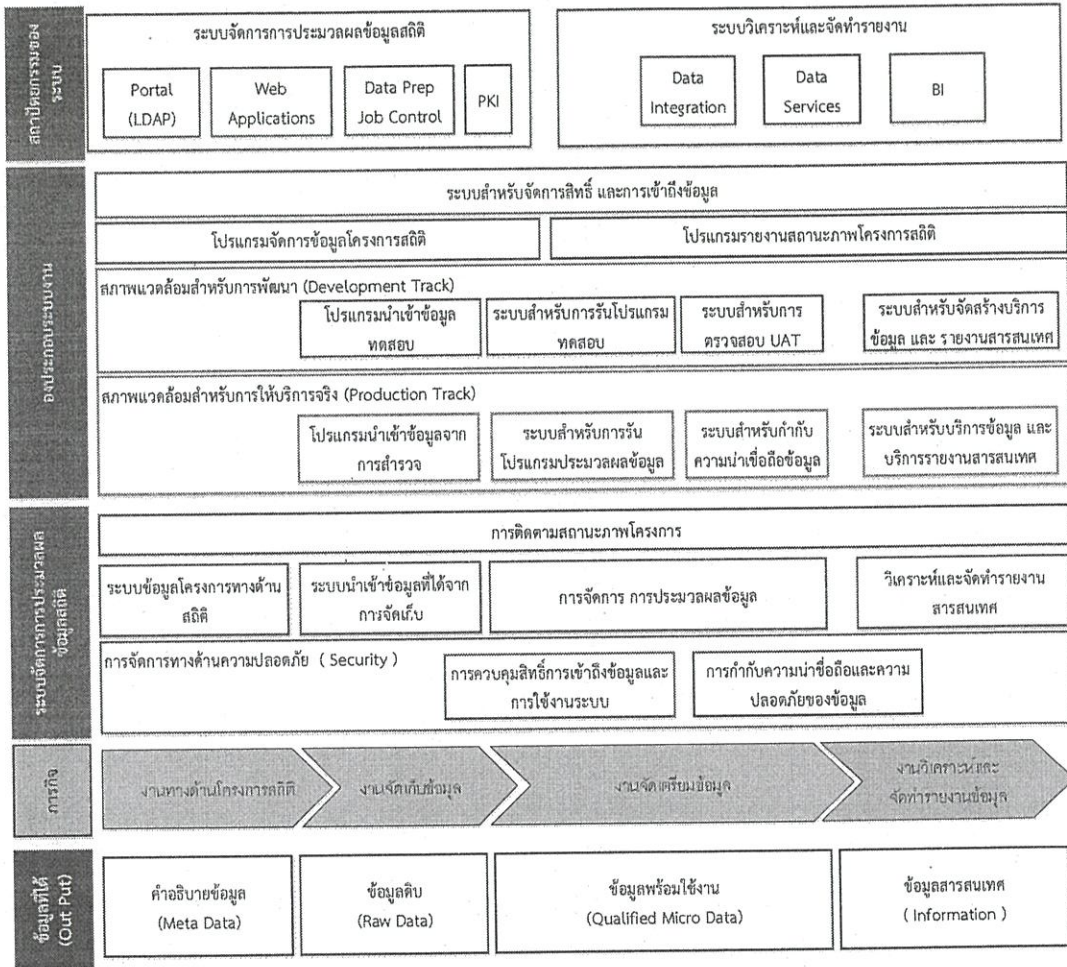 สถาปัตยกรรมของ
ระบบ
ระบบจัดการการประมวลผลข้อมูลสถิติ
Portal
(LDAP)
Web
Applications
Data Prep
Job Control
PKI
ระบบวิเคราะห์และจัดทำรายงาน
Data
Integration
Data
Services
BI
องประกอบระบบงาน
ระบบสำหรับจัดการสิทธิ์ และการเข้าถึงข้อมูล
โปรแกรมจัดการข้อมูลโครงการสถิติ
โปรแกรมรายงานสถานะภาพโครงการสถิติ
สภาพแวดล้อมสำหรับการพัฒนา (Development Track)
โปรแกรมนำเข้าข้อมูล
ทดสอบ
ระบบสำหรับการรันโปรแกรม
ทดสอบ
ระบบสำหรับการ
ตรวจสอบ UAT
ระบบสำหรับจัดสร้างบริการ
ข้อมูล และ รายงานสารสนเทศ
สภาพแวดล้อมสำหรับการให้บริการจริง (Production Track)
โปรแกรมนำเข้าข้อมูลจาก
การสำรวจ
ระบบสำหรับการรัน
โปรแกรมประมวลผลข้อมูล
ระบบสำหรับกำกับ
ความน่าเชื่อถือข้อมูล
ระบบสำหรับบริการข้อมูล และ
บริการรายงานสารสนเทศ
ระบบจัดการการประมวลผล
ข้อมูลสถิติ
การติดตามสถานะภาพโครงการ
ระบบข้อมูลโครงการทางด้าน
สถิติ
ระบบนำเข้าข้อมูลที่ได้จาก
การจัดเก็บ
การจัดการ การประมวลผลข้อมูล
วิเคราะห์และจัดทำรายงาน
สารสนเทศ
การจัดการทางด้านความปลอดภัย ( Security )
การควบคุมสิทธิ์การเข้าถึงข้อมูลและ
การใช้งานระบบ
การกำกับความน่าชื่อถือและความ
ปลอดภัยของข้อมูล
ภารกิจ
งานทางด้านโครงการสถิติ
งานจัดเก็บข้อมูล
งานจัดเตรียมข้อมูล
งานวิเคราะห์และ
จัดทำรายงานข้อมูล
ข้อมูลที่ได้
(Out Put)
คำอธิบายข้อมูล
(Meta Data)
ข้อมูลดิบ
(Raw Data)
ข้อมูลพร้อมใช้งาน
(Qualified Micro Data)
ข้อมูลสารสนเทศ
( Information )